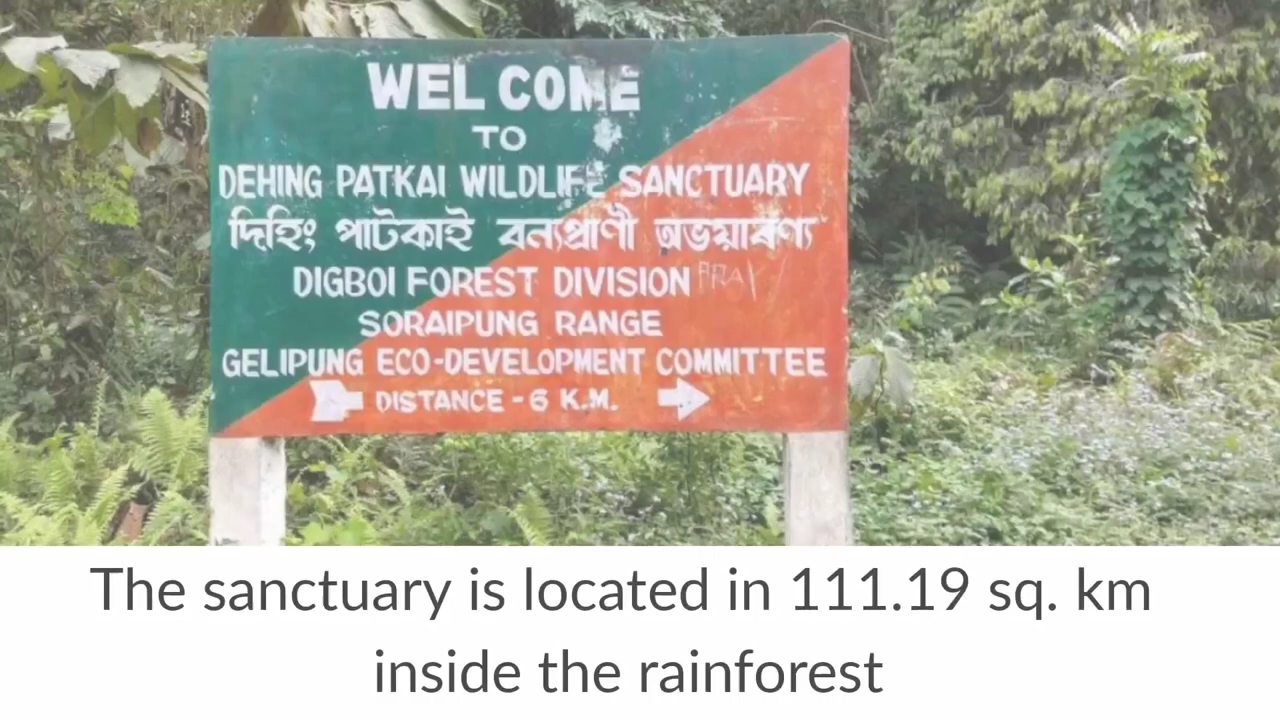 WEL COME
TO
DEHING PATKAI WILDLIFE SANCTUARY
দিহিং পাটকাই বন্যপ্ৰাণী অভয়াৰণ্য
DIGBOI FOREST DIVISION
SORAIPUNG RANGE
GELIPUNG ECO-DEVELOPMENT COMMITTEE
DISTANCE - 6 K.M.
The sanctuary is located in 111.19 sq. km
inside the rainforest